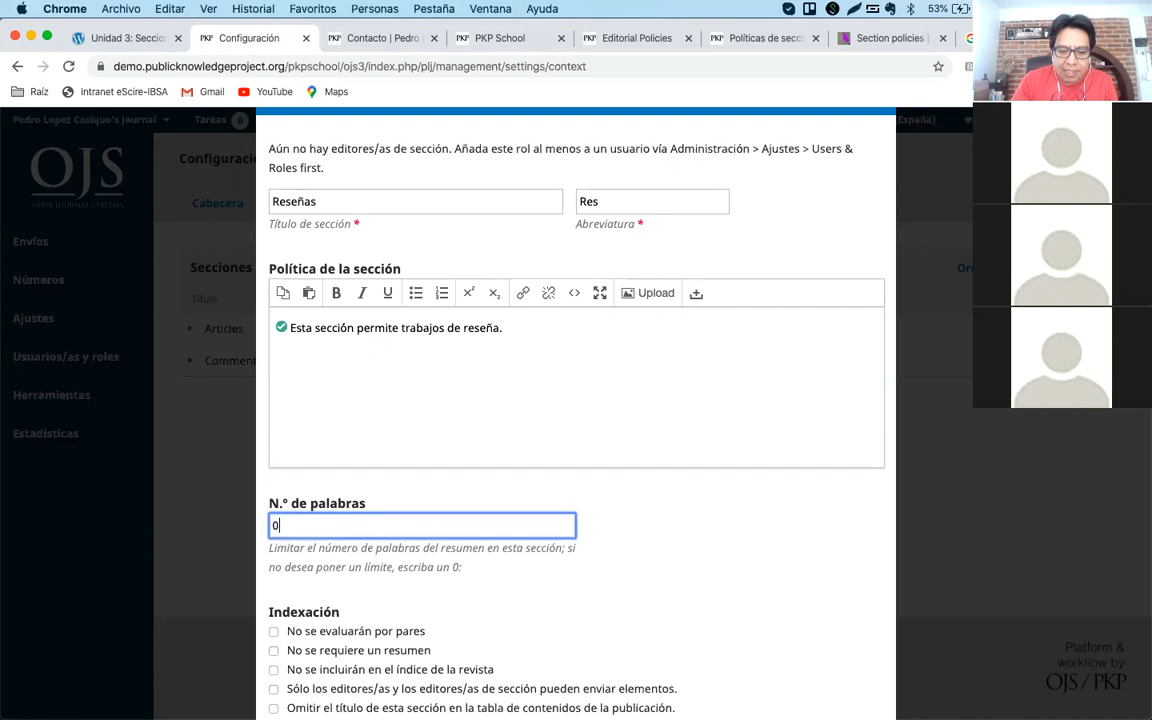 Chrome Archivo Editar Ver Historial Favoritos Personas Pestaña Ventana Ayuda 53%
Unidad 3: Seccion × Configuración × Contacto | Pedro × PKP School × Editorial Policies × Políticas de secc × Section policies |
demo.publicknowledgeproject.org/pkpschool/ojs3/index.php/plj/management/settings/context
Raíz Intranet eScire-IBSA Gmail YouTube Maps
Pedro Lopez Casique's Journal Tareas 0 España)
OJS
OPEN JOURNAL SYSTEMS
Configuració
Cabecera
Envíos
Números
Ajustes
Usuarios/as y roles
Herramientas
Estadísticas
Secciones
Título
Articles
Comment
Ord
Aún no hay editores/as de sección. Añada este rol al menos a un usuario vía Administración > Ajustes > Users &
Roles first.
Reseñas Res
Título de sección * Abreviatura *
Política de la sección
B I U x² x₂ Upload
Esta sección permite trabajos de reseña.
N.º de palabras
0
Limitar el número de palabras del resumen en esta sección; si
no desea poner un límite, escriba un 0:
Indexación
No se evaluarán por pares
No se requiere un resumen
No se incluirán en el índice de la revista
Sólo los editores/as y los editores/as de sección pueden enviar elementos.
Omitir el título de esta sección en la tabla de contenidos de la publicación.
Platform &
workflow by
OJS / PKP